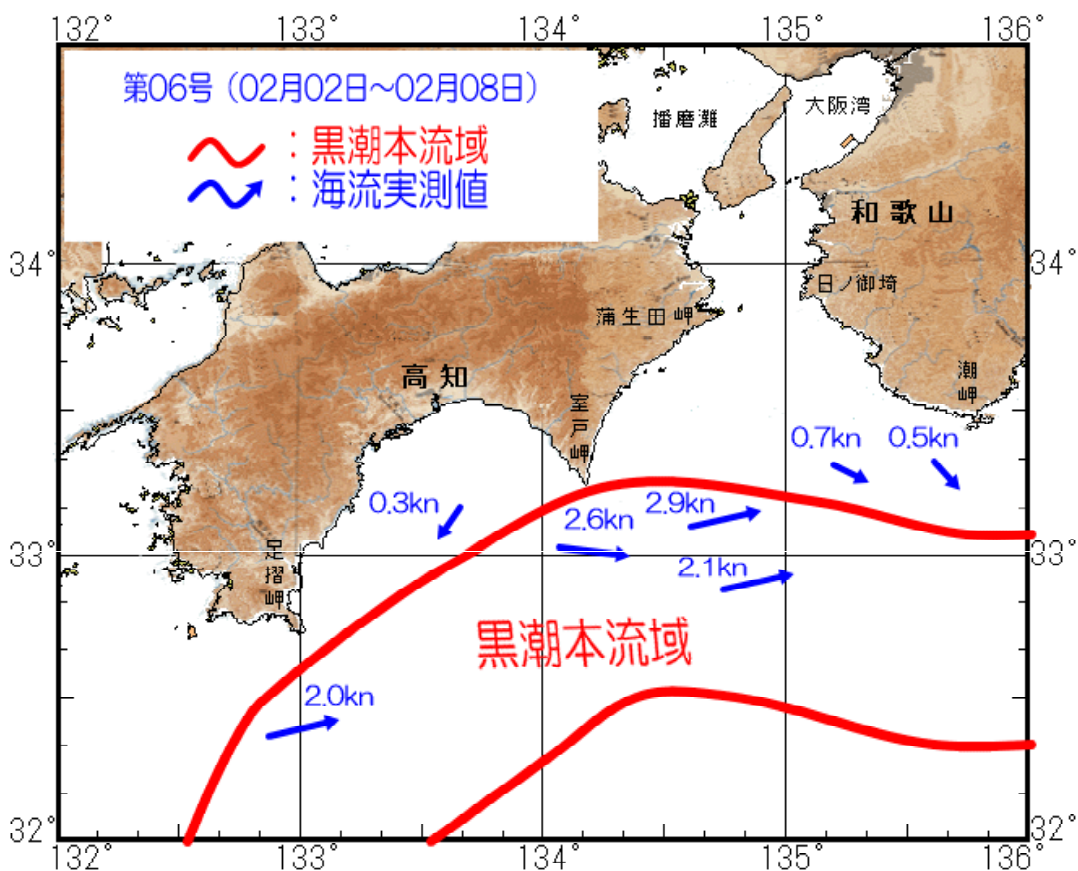 132° 133° 134° 135° 136°
第06号（02月02日～02月08日）
：黒潮本流域
：海流実測値
播磨灘
大阪湾
和歌山
34°
34°
日ノ御埼
蒲生田岬
高知
潮岬
室戸岬
0.7kn
0.5kn
0.3kn
2.9kn
2.6kn
33°
33°
足摺岬
2.1kn
黒潮本流域
2.0kn
32°
32°
132° 133° 134° 135° 136°